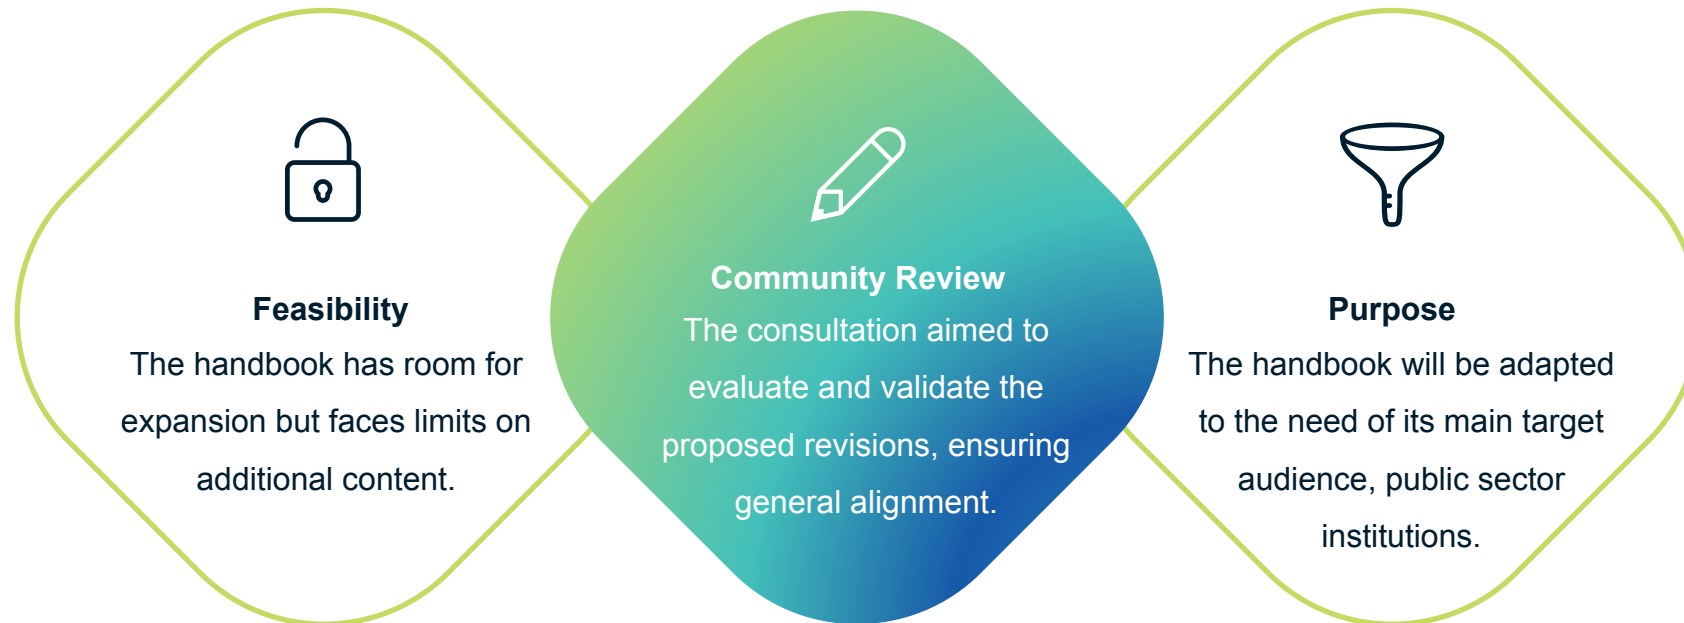 Feasibility
The handbook has room for
expansion but faces limits on
additional content.
Community Review
The consultation aimed to
evaluate and validate the
proposed revisions, ensuring
general alignment.
Purpose
The handbook will be adapted
to the need of its main target
audience, public sector
institutions.